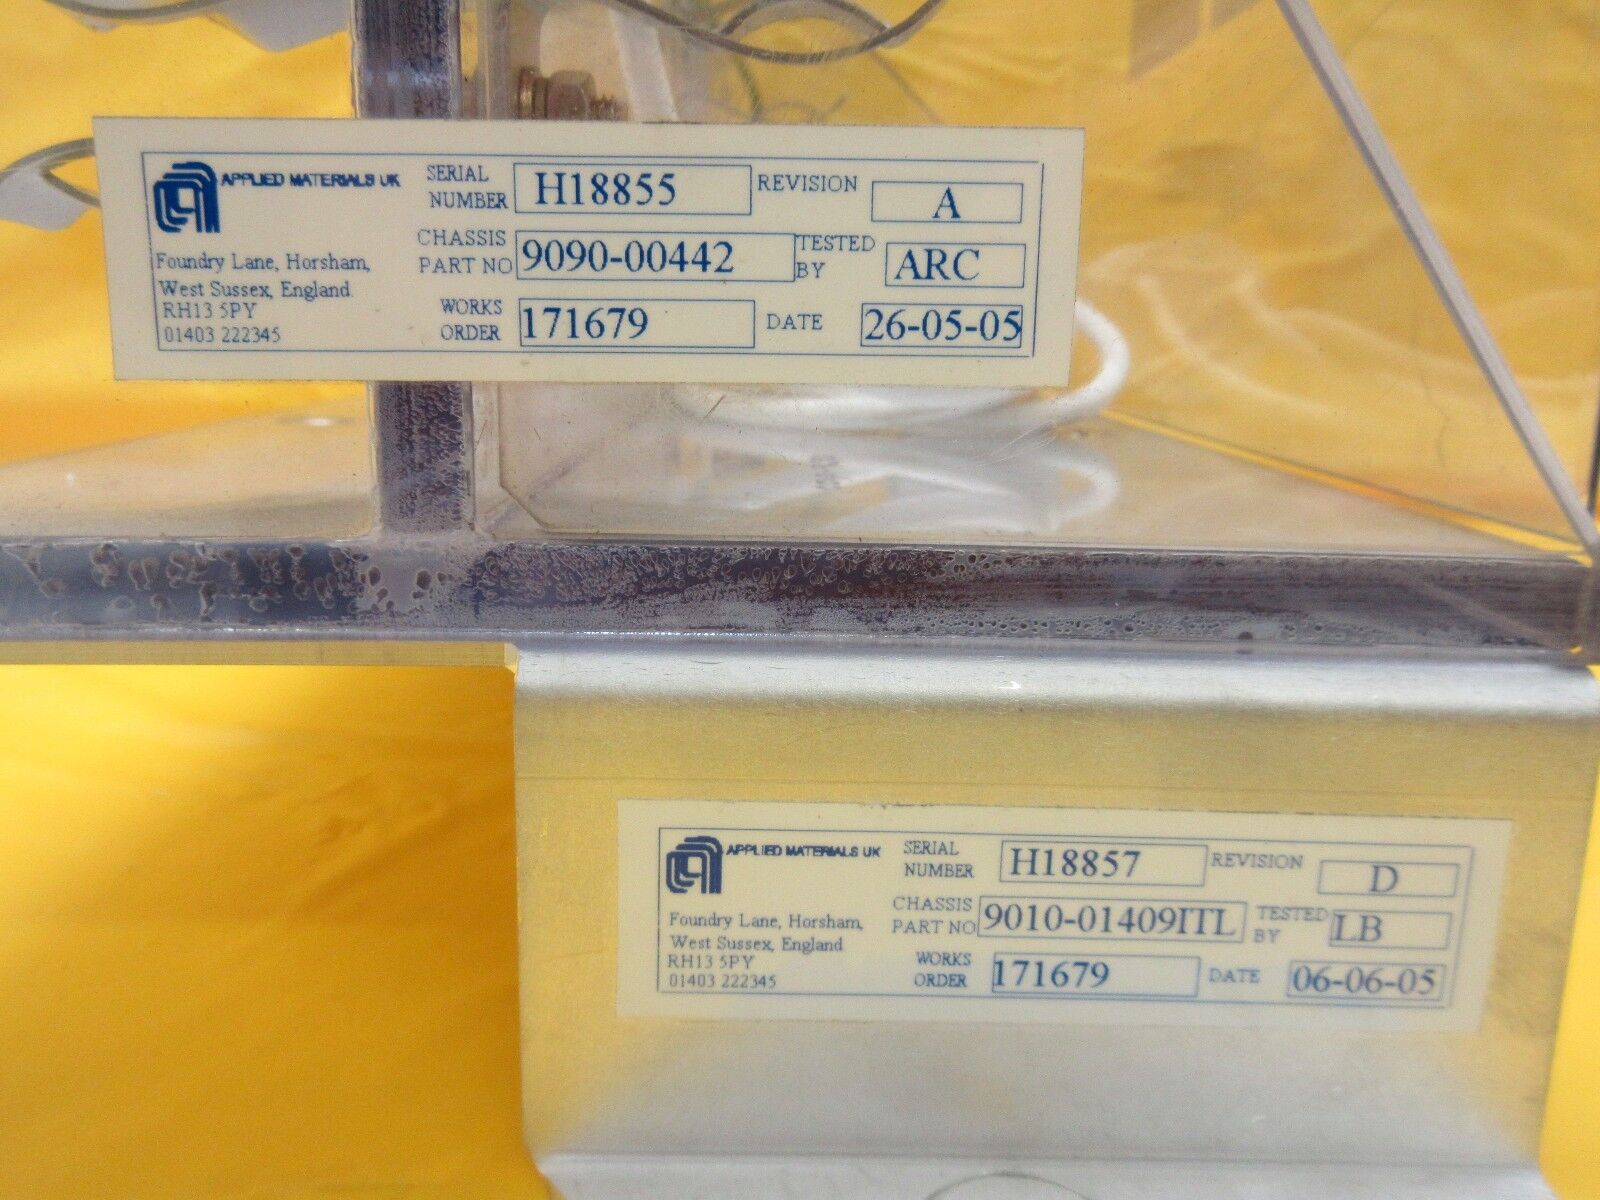 APPLIED MATERIALS UK
Foundry Lane, Horsham,
West Sussex, England.
RH13 5PY
01403 222345
SERIAL NUMBER H18855
REVISION A
CHASSIS PART NO 9090-00442
TESTED BY ARC
WORKS ORDER 171679
DATE 26-05-05
APPLIED MATERIALS UK
Foundry Lane, Horsham,
West Sussex, England
RH13 5PY
01403 222345
SERIAL NUMBER H18857
REVISION D
CHASSIS PART NO 9010-01409ITL
TESTED BY LB
WORKS ORDER 171679
DATE 06-06-05